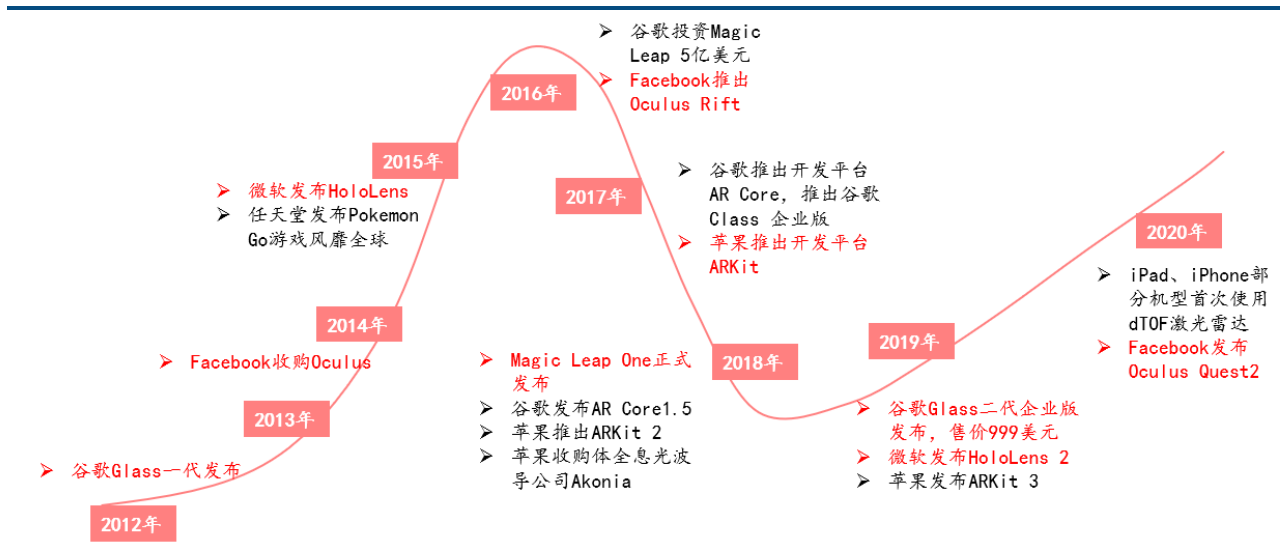 2012年
➢ 谷歌Glass一代发布
2013年
2014年
➢ Facebook收购Oculus
2015年
➢ 微软发布HoloLens
➢ 任天堂发布Pokemon
Go游戏风靡全球
2016年
➢ 谷歌投资Magic
Leap 5亿美元
➢ Facebook推出
Oculus Rift
2017年
➢ 谷歌推出开发平台
AR Core，推出谷歌
Class 企业版
➢ 苹果推出开发平台
ARKit
2018年
➢ Magic Leap One正式
发布
➢ 谷歌发布AR Core1.5
➢ 苹果推出ARKit 2
➢ 苹果收购体全息光波
导公司Akonia
2019年
➢ 谷歌Glass二代企业版
发布，售价999美元
➢ 微软发布HoloLens 2
➢ 苹果发布ARKit 3
2020年
➢ iPad、iPhone部
分机型首次使用
dTOF激光雷达
➢ Facebook发布
Oculus Quest2